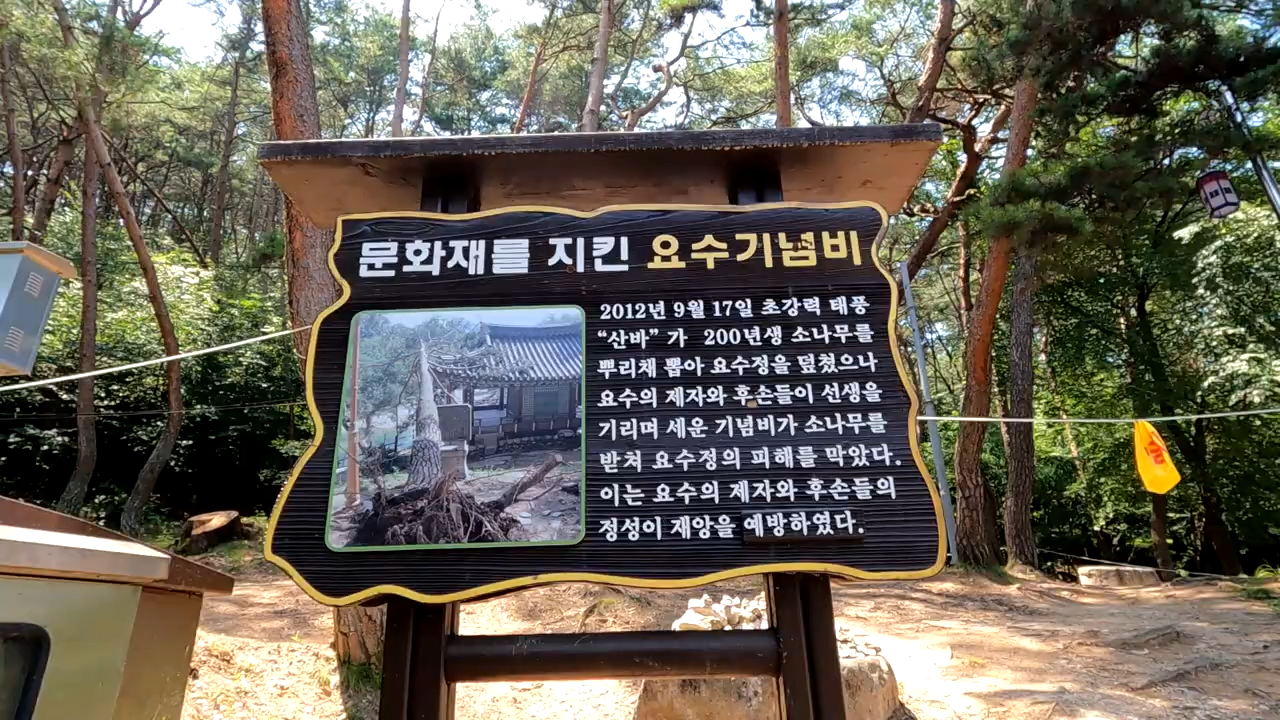 문화재를 지킨 요수기념비
2012년 9월 17일 초강력 태풍
“산바” 가 200년생 소나무를
뿌리채 뽑아 요수정을 덮쳤으나
요수의 제자와 후손들이 선생을
기리며 세운 기념비가 소나무를
받쳐 요수정의 피해를 막았다.
이는 요수의 제자와 후손들의
정성이 재앙을 예방하였다.